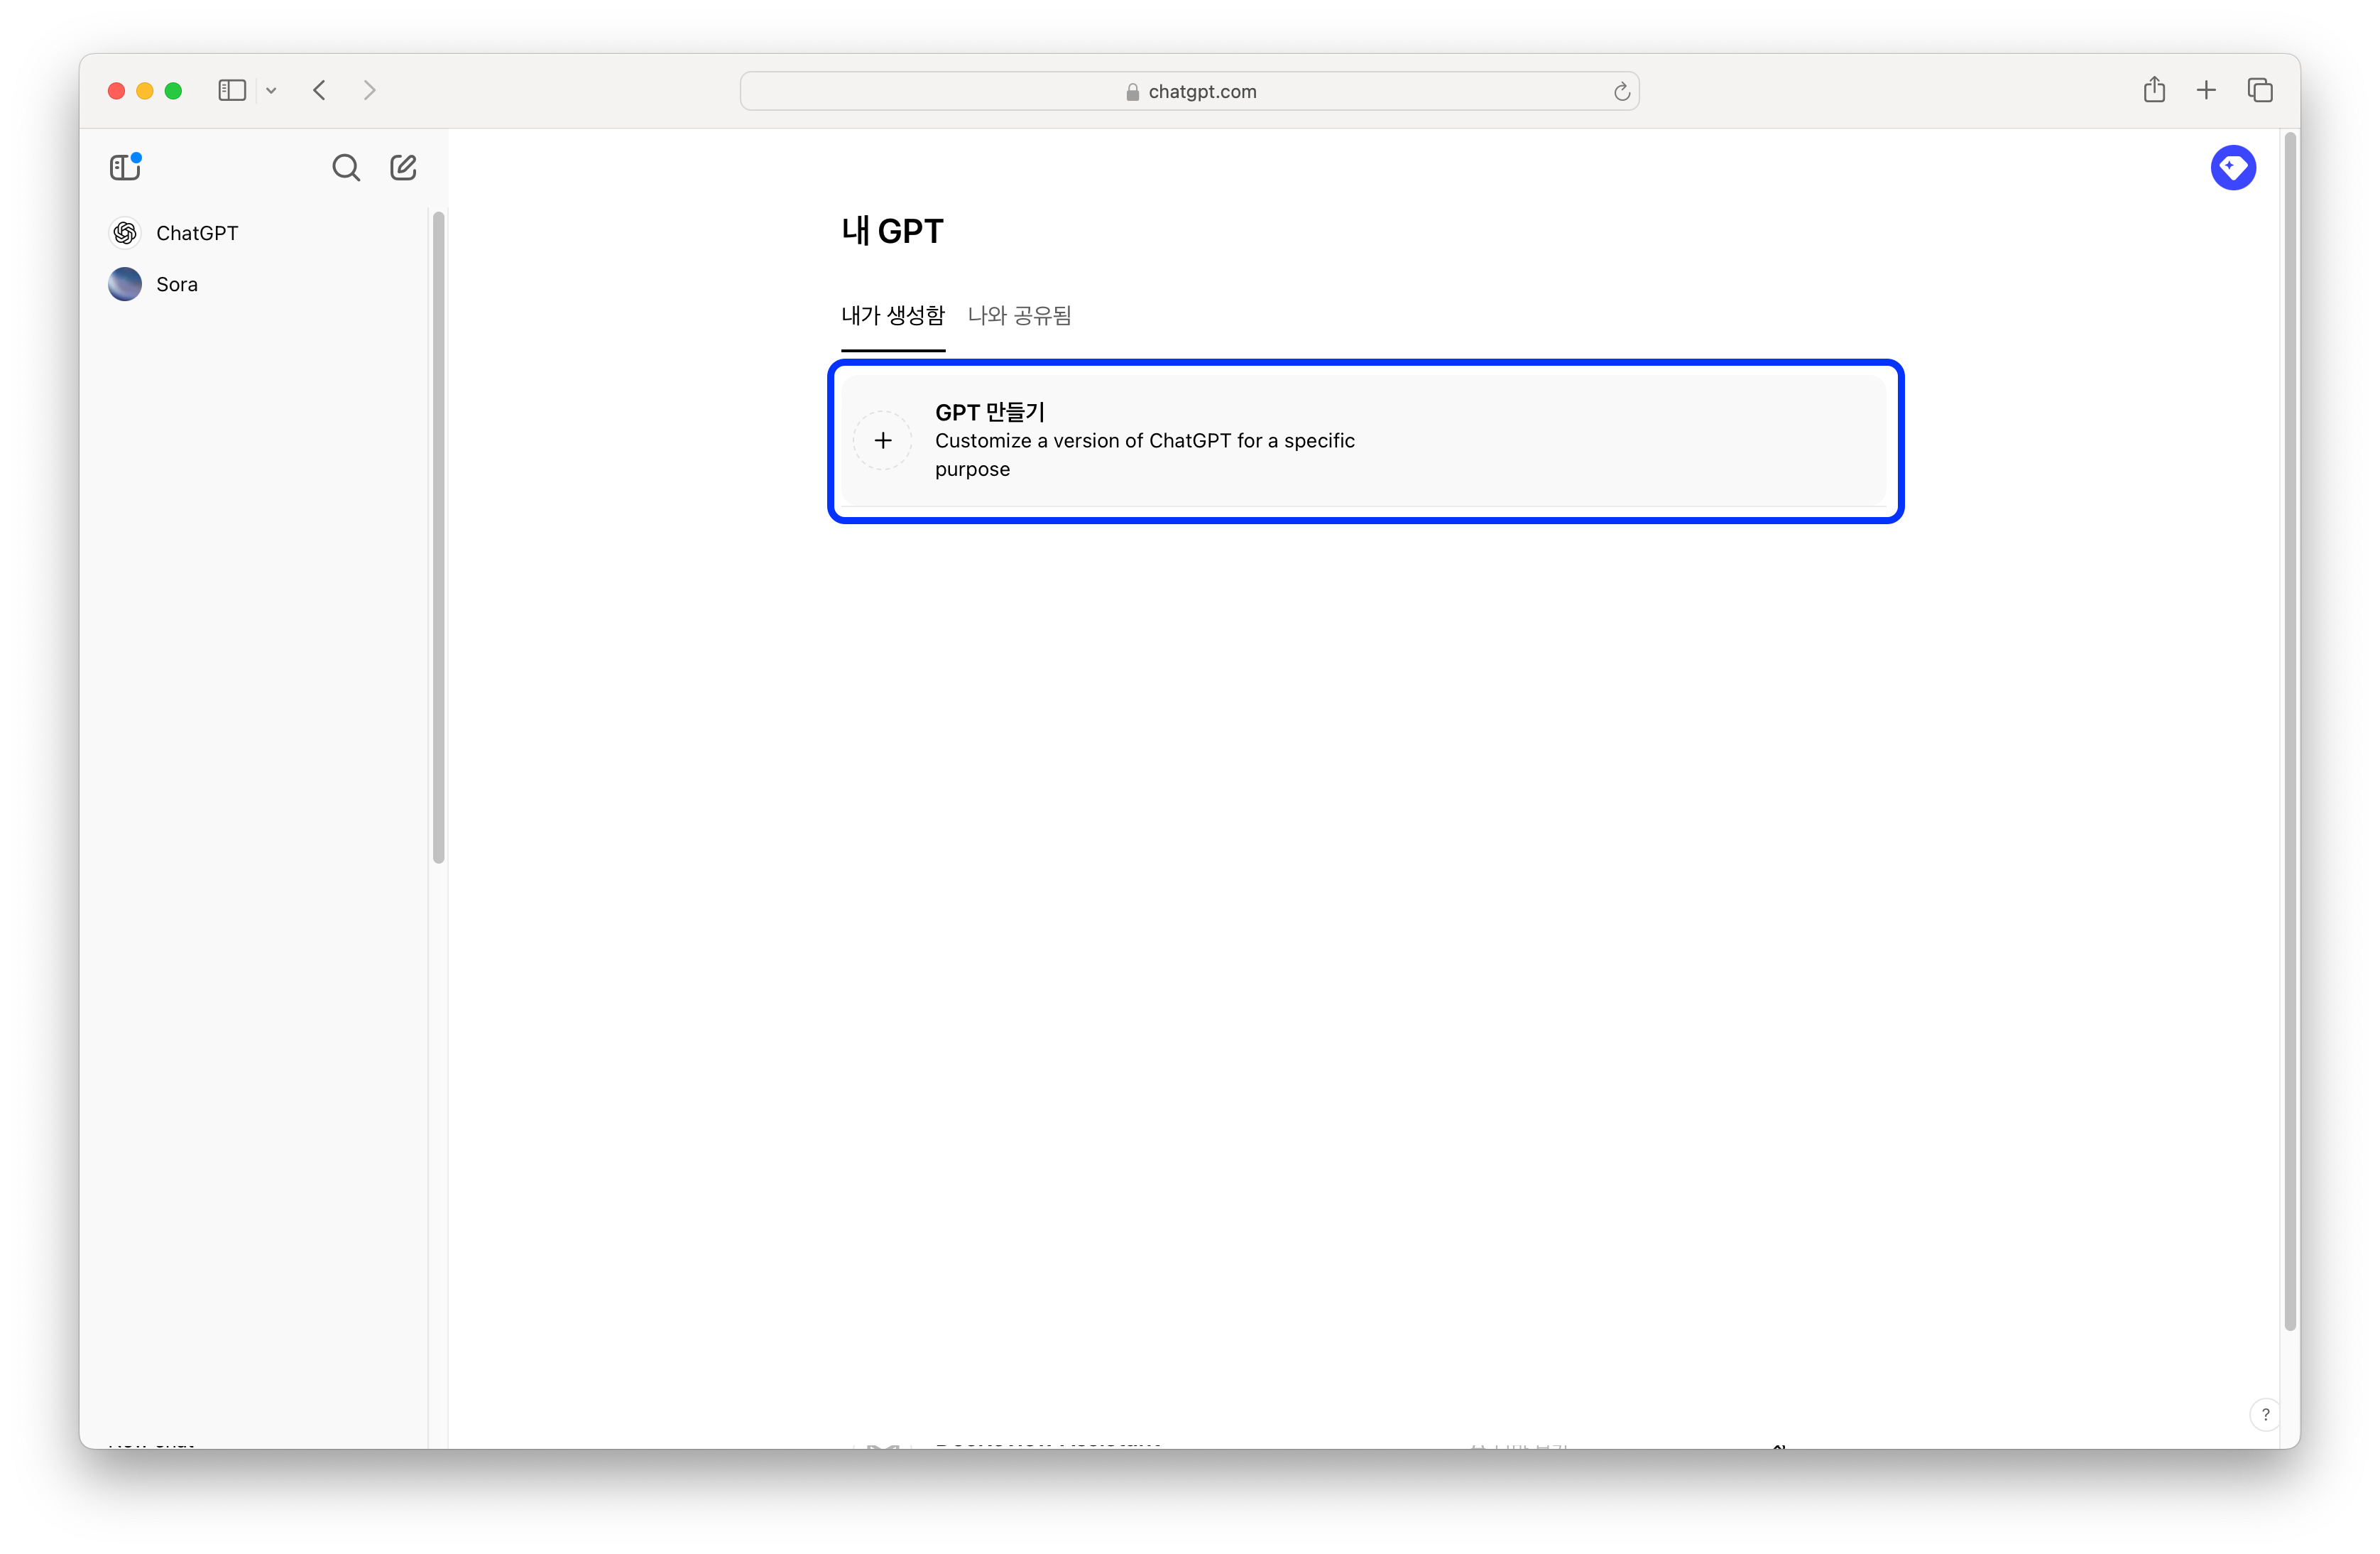 chatgpt.com
ChatGPT
Sora
내 GPT
내가 생성함 나와 공유됨
GPT 만들기
Customize a version of ChatGPT for a specific
purpose
?